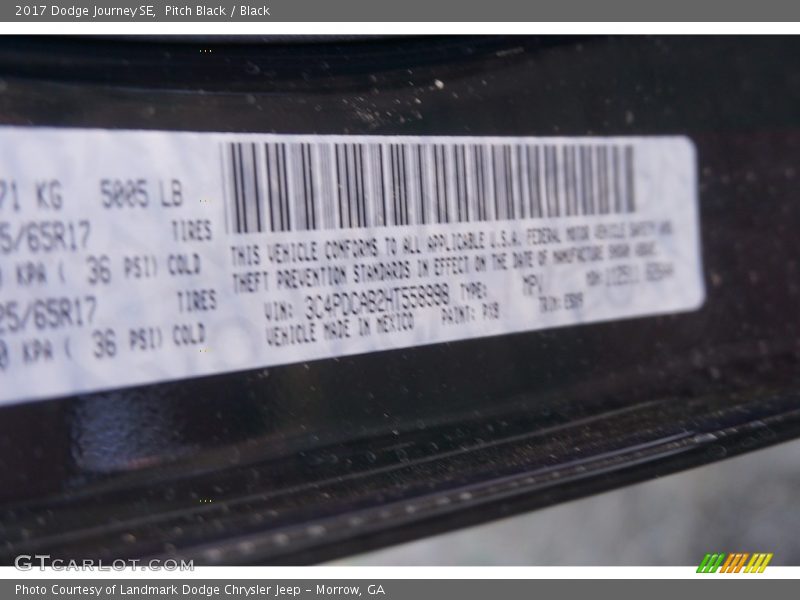 2017 Dodge Journey SE,  Pitch Black / Black
71 KG 5005 LB
5/65R17 TIRES
0 KPA ( 36 PSI) COLD
25/65R17 TIRES
0 KPA ( 36 PSI) COLD
THIS VEHICLE CONFORMS TO ALL APPLICABLE U.S.A. FEDERAL MOTOR VEHICLE SAFETY AND
THEFT PREVENTION STANDARDS IN EFFECT ON THE DATE OF MANUFACTURE SHOWN ABOVE.
VIN: 3C4PDCAB2HT558998 TYPE: MPV
VEHICLE MADE IN MEXICO PAINT: PX8
GTCARLOT.COM
Photo Courtesy of Landmark Dodge Chrysler Jeep – Morrow, GA